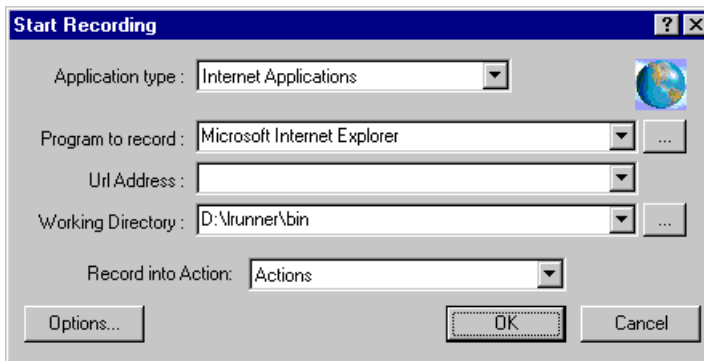 Start Recording ? X
Application type : Internet Applications
Program to record : Microsoft Internet Explorer ...
Url Address :
Working Directory : D:\lrunner\bin ...
Record into Action: Actions
Options... OK Cancel